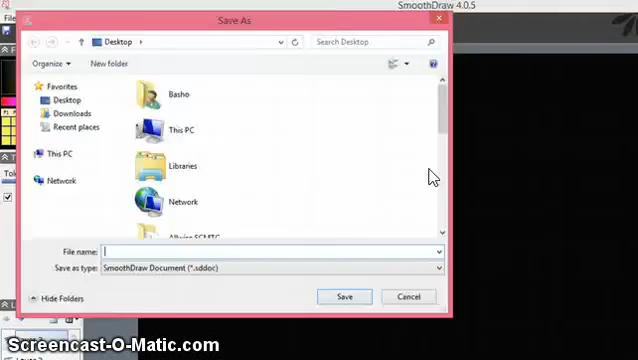 SmoothDraw 4.0.5
File
Save As
Desktop
Search Desktop
Organize
New folder
Favorites
Desktop
Downloads
Recent places
This PC
Network
Basho
This PC
Libraries
Network
File name:
Save as type: SmoothDraw Document (*.sddoc)
Hide Folders
Save
Cancel
Screencast-O-Matic.com